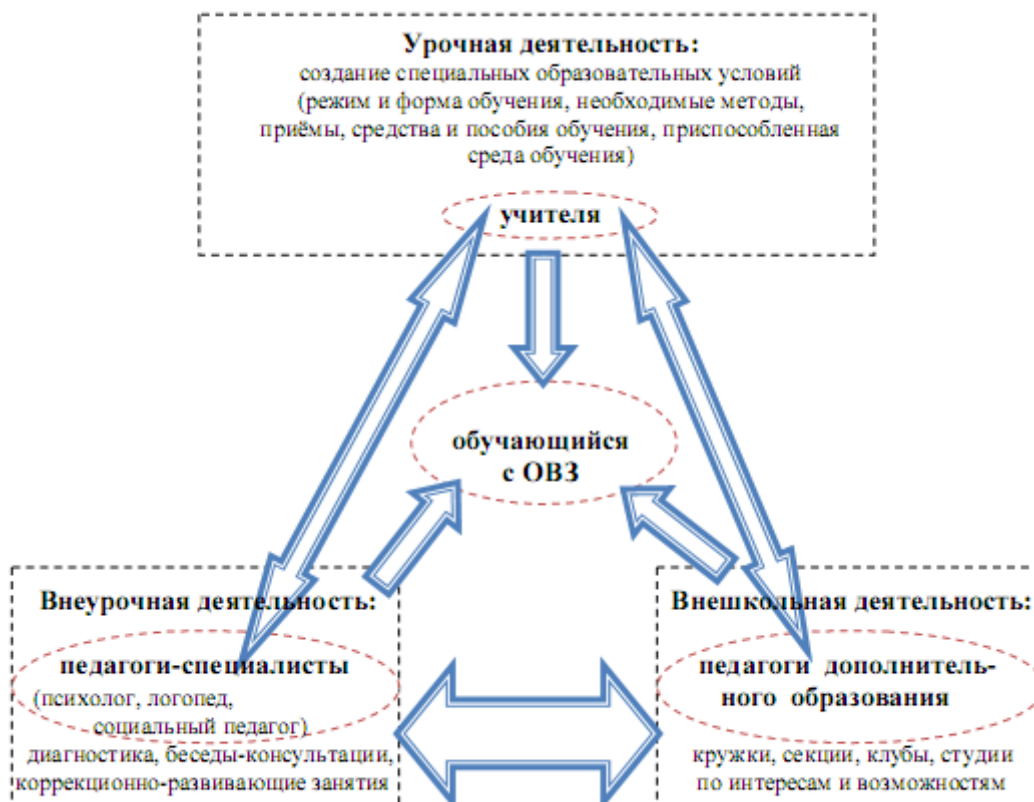 Урочная деятельность:
создание специальных образовательных условий
(режим и форма обучения, необходимые методы,
приёмы, средства и пособия обучения, приспособленная
среда обучения)
учителя
обучающийся
с ОВЗ
Внеурочная деятельность:
педагоги-специалисты
(психолог, логопед,
социальный педагог)
диагностика, беседы-консультации,
коррекционно-развивающие занятия
Внешкольная деятельность:
педагоги дополнитель-
ного образования
кружки, секции, клубы, студии
по интересам и возможностям